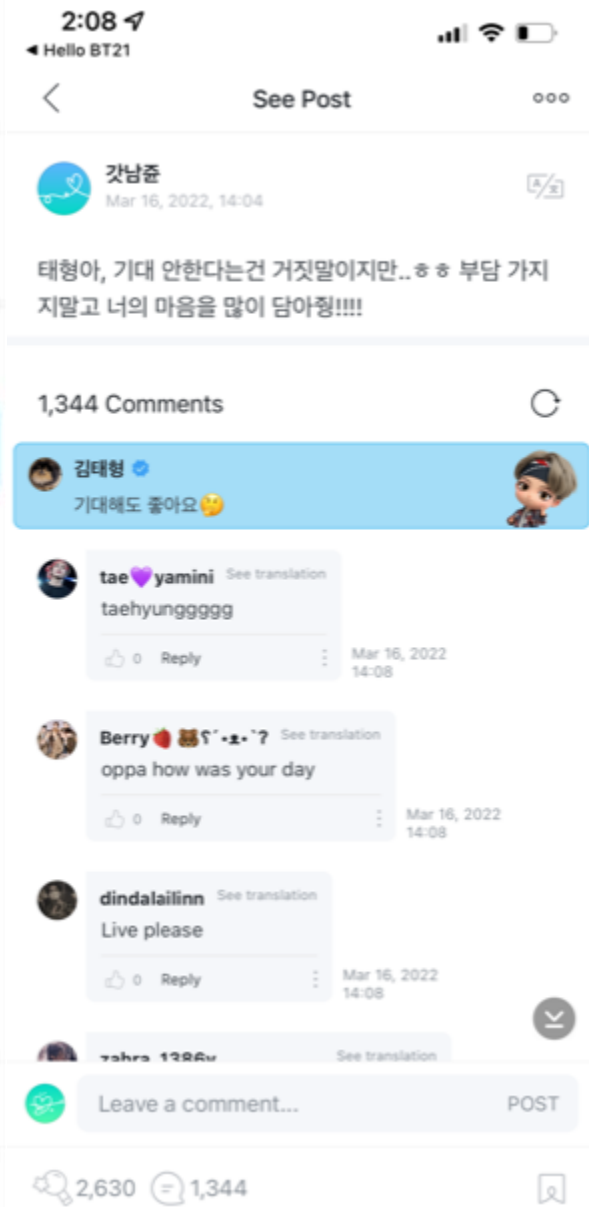 2:08
◀ Hello BT21
See Post
갓남쥰
Mar 16, 2022, 14:04
태형아, 기대 안한다는건 거짓말이지만..ㅎㅎ 부담 가지
지말고 너의 마음을 많이 담아줭!!!!
1,344 Comments
김태형
기대해도 좋아요🤔
tae💜yamini See translation
taehyunggggg
0 Reply
Mar 16, 2022
14:08
Berry🍓🐻ʕ´•ᴥ•`? See translation
oppa how was your day
0 Reply
Mar 16, 2022
14:08
dindalailinn See translation
Live please
0 Reply
Mar 16, 2022
14:08
zahra_1386y See translation
Leave a comment... POST
2,630 1,344